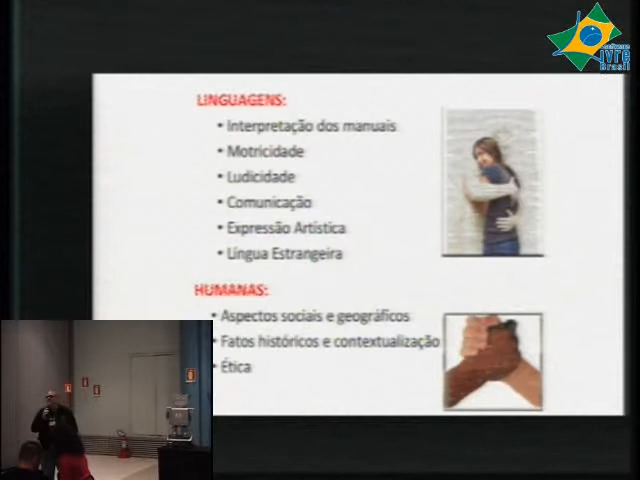 Livre
Brasil
LINGUAGENS:
• Interpretação dos manuais
• Motricidade
• Ludicidade
• Comunicação
• Expressão Artística
• Língua Estrangeira
HUMANAS:
• Aspectos sociais e geográficos
• Fatos históricos e contextualização
• Ética